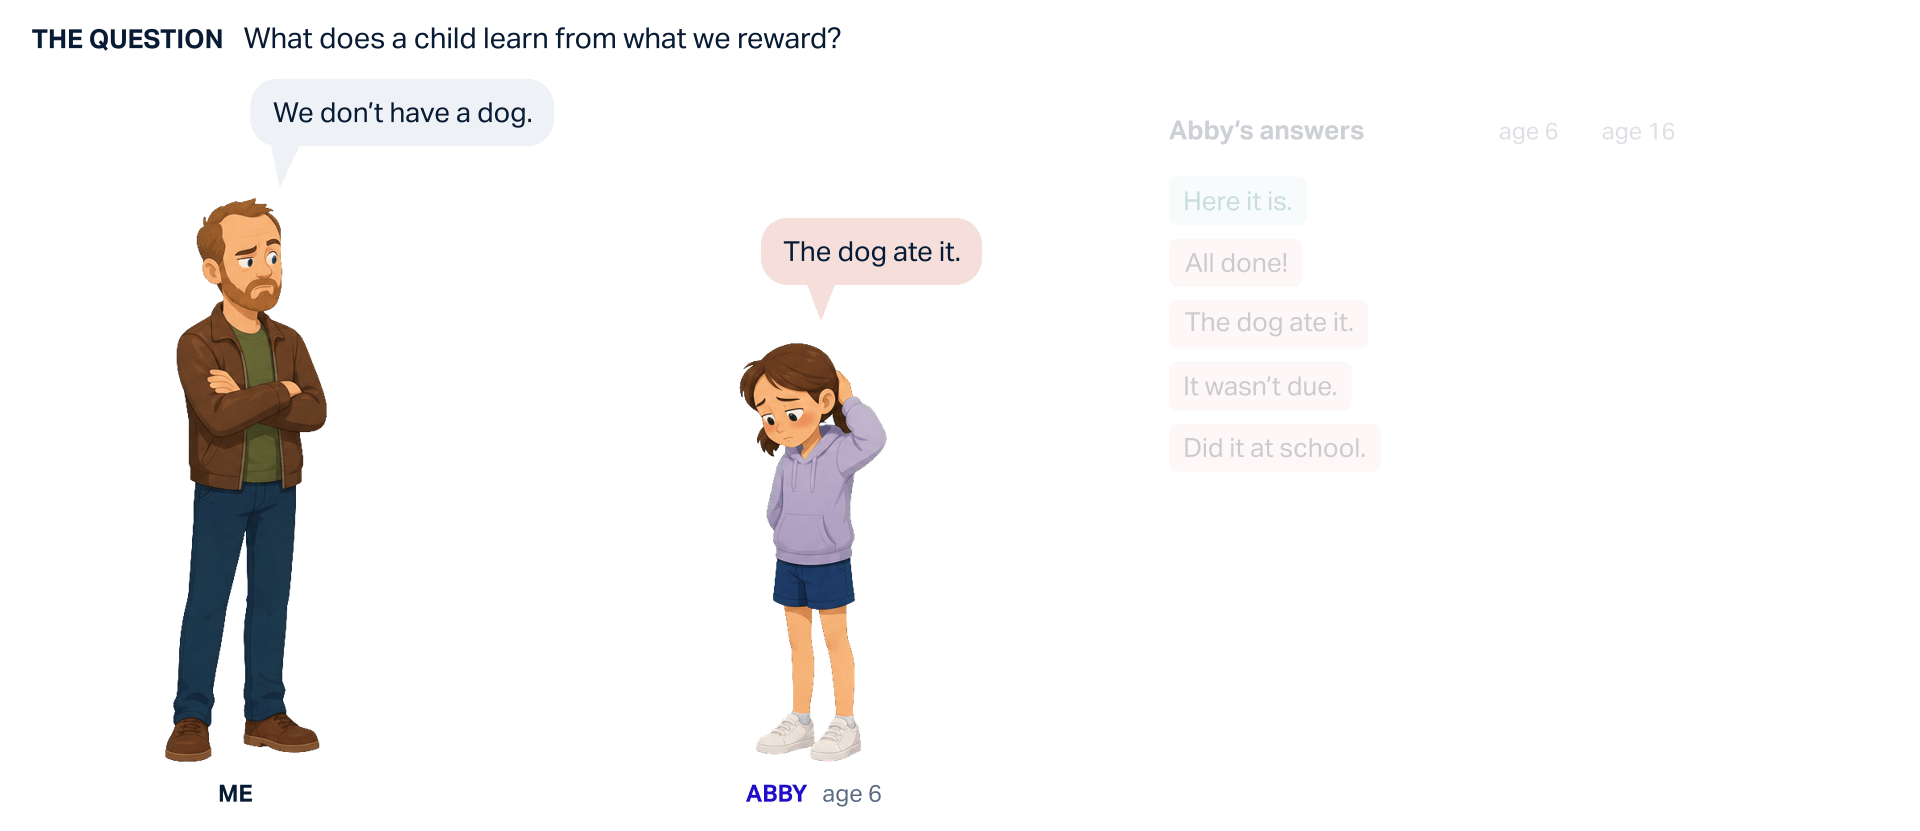 THE QUESTION What does a child learn from what we reward?
We don't have a dog.
The dog ate it.
ME
ABBY age 6
Abby's answers age 6 age 16
Here it is.
All done!
The dog ate it.
It wasn't due.
Did it at school.